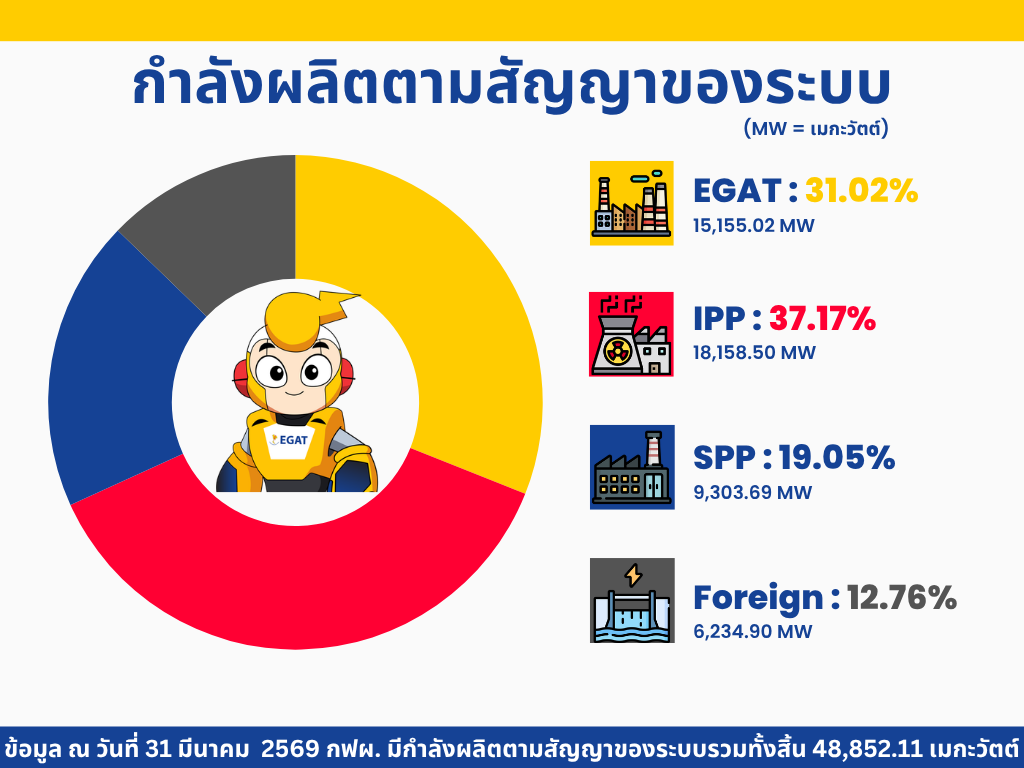 กำลังผลิตตามสัญญาของระบบ
(MW = เมกะวัตต์)
EGAT : 31.02%
15,155.02 MW
IPP : 37.17%
18,158.50 MW
EGAT
SPP : 19.05%
9,303.69 MW
Foreign : 12.76%
6,234.90 MW
ข้อมูล ณ วันที่ 31 มีนาคม 2569 กฟผ. มีกำลังผลิตตามสัญญาของระบบรวมทั้งสิ้น 48,852.11 เมกะวัตต์